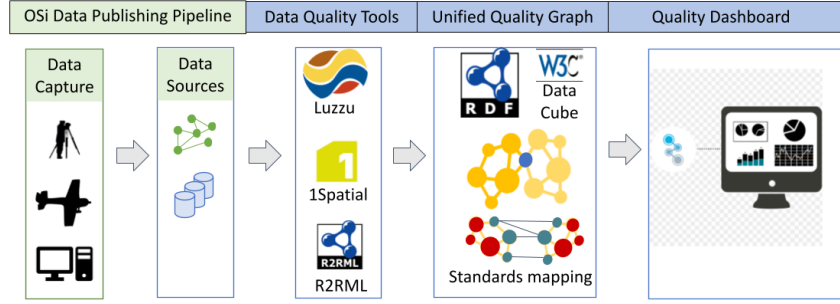 OSi Data Publishing Pipeline
Data Quality Tools
Unified Quality Graph
Quality Dashboard
Data
Capture
Data
Sources
Luzzu
1
1Spatial
R2RML
R2RML
RDF
W3C
Data
Cube
Standards mapping